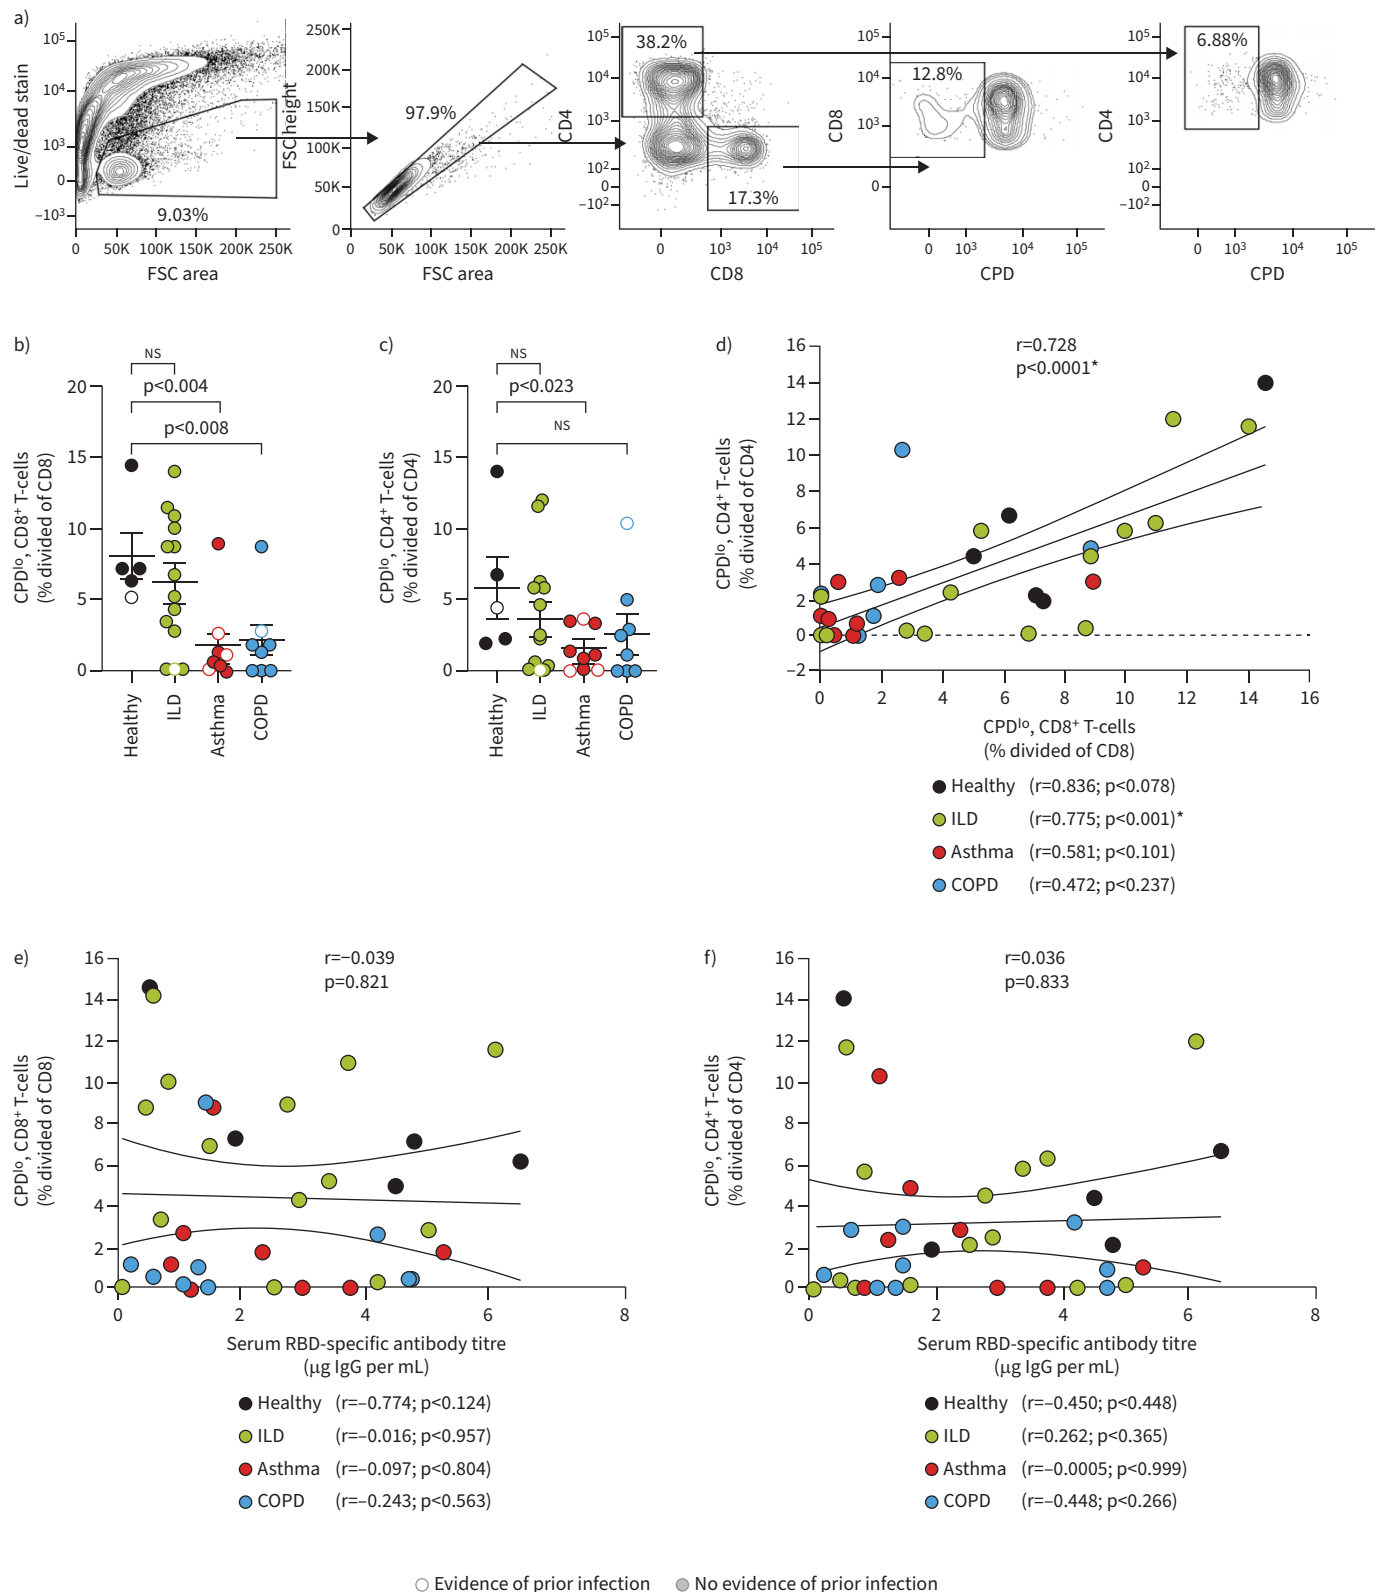 a)
Live/dead stain
10⁵
10⁴
10³
0
−10³
9.03%
0 50K 100K 150K 200K 250K
FSC area
FSC height
250K
200K
150K
100K
50K
0
97.9%
0 50K 100K 150K 200K 250K
FSC area
CD4
10⁵
10⁴
10³
10²
0
−10²
38.2%
17.3%
0 10³ 10⁴ 10⁵
CD8
CD8
10⁵
10⁴
10³
0
12.8%
0 10³ 10⁴ 10⁵
CPD
CD4
10⁵
10⁴
10³
10²
0
−10²
6.88%
0 10³ 10⁴ 10⁵
CPD
b)
CPDˡᵒ, CD8⁺ T-cells
(% divided of CD8)
NS
p<0.004
p<0.008
20
15
10
5
0
Healthy
ILD
Asthma
COPD
c)
CPDˡᵒ, CD4⁺ T-cells
(% divided of CD4)
NS
p<0.023
NS
20
15
10
5
0
Healthy
ILD
Asthma
COPD
d)
r=0.728
p<0.0001*
CPDˡᵒ, CD4⁺ T-cells
(% divided of CD4)
16
14
12
10
8
6
4
2
0
−2
0 2 4 6 8 10 12 14 16
CPDˡᵒ, CD8⁺ T-cells
(% divided of CD8)
Healthy (r=0.836; p<0.078)
ILD (r=0.775; p<0.001)*
Asthma (r=0.581; p<0.101)
COPD (r=0.472; p<0.237)
e)
r=−0.039
p=0.821
CPDˡᵒ, CD8⁺ T-cells
(% divided of CD8)
16
14
12
10
8
6
4
2
0
0 2 4 6 8
Serum RBD-specific antibody titre
(μg IgG per mL)
Healthy (r=−0.774; p<0.124)
ILD (r=−0.016; p<0.957)
Asthma (r=−0.097; p<0.804)
COPD (r=−0.243; p<0.563)
f)
r=0.036
p=0.833
CPDˡᵒ, CD4⁺ T-cells
(% divided of CD4)
16
14
12
10
8
6
4
2
0
0 2 4 6 8
Serum RBD-specific antibody titre
(μg IgG per mL)
Healthy (r=−0.450; p<0.448)
ILD (r=0.262; p<0.365)
Asthma (r=−0.0005; p<0.999)
COPD (r=−0.448; p<0.266)
Evidence of prior infection No evidence of prior infection